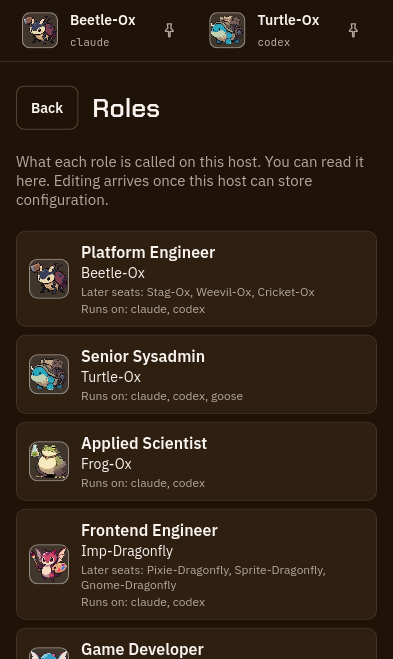 Beetle-Ox
claude
Turtle-Ox
codex
Back
Roles
What each role is called on this host. You can read it
here. Editing arrives once this host can store
configuration.
Platform Engineer
Beetle-Ox
Later seats: Stag-Ox, Weevil-Ox, Cricket-Ox
Runs on: claude, codex
Senior Sysadmin
Turtle-Ox
Runs on: claude, codex, goose
Applied Scientist
Frog-Ox
Runs on: claude, codex
Frontend Engineer
Imp-Dragonfly
Later seats: Pixie-Dragonfly, Sprite-Dragonfly,
Gnome-Dragonfly
Runs on: claude, codex
Game Developer